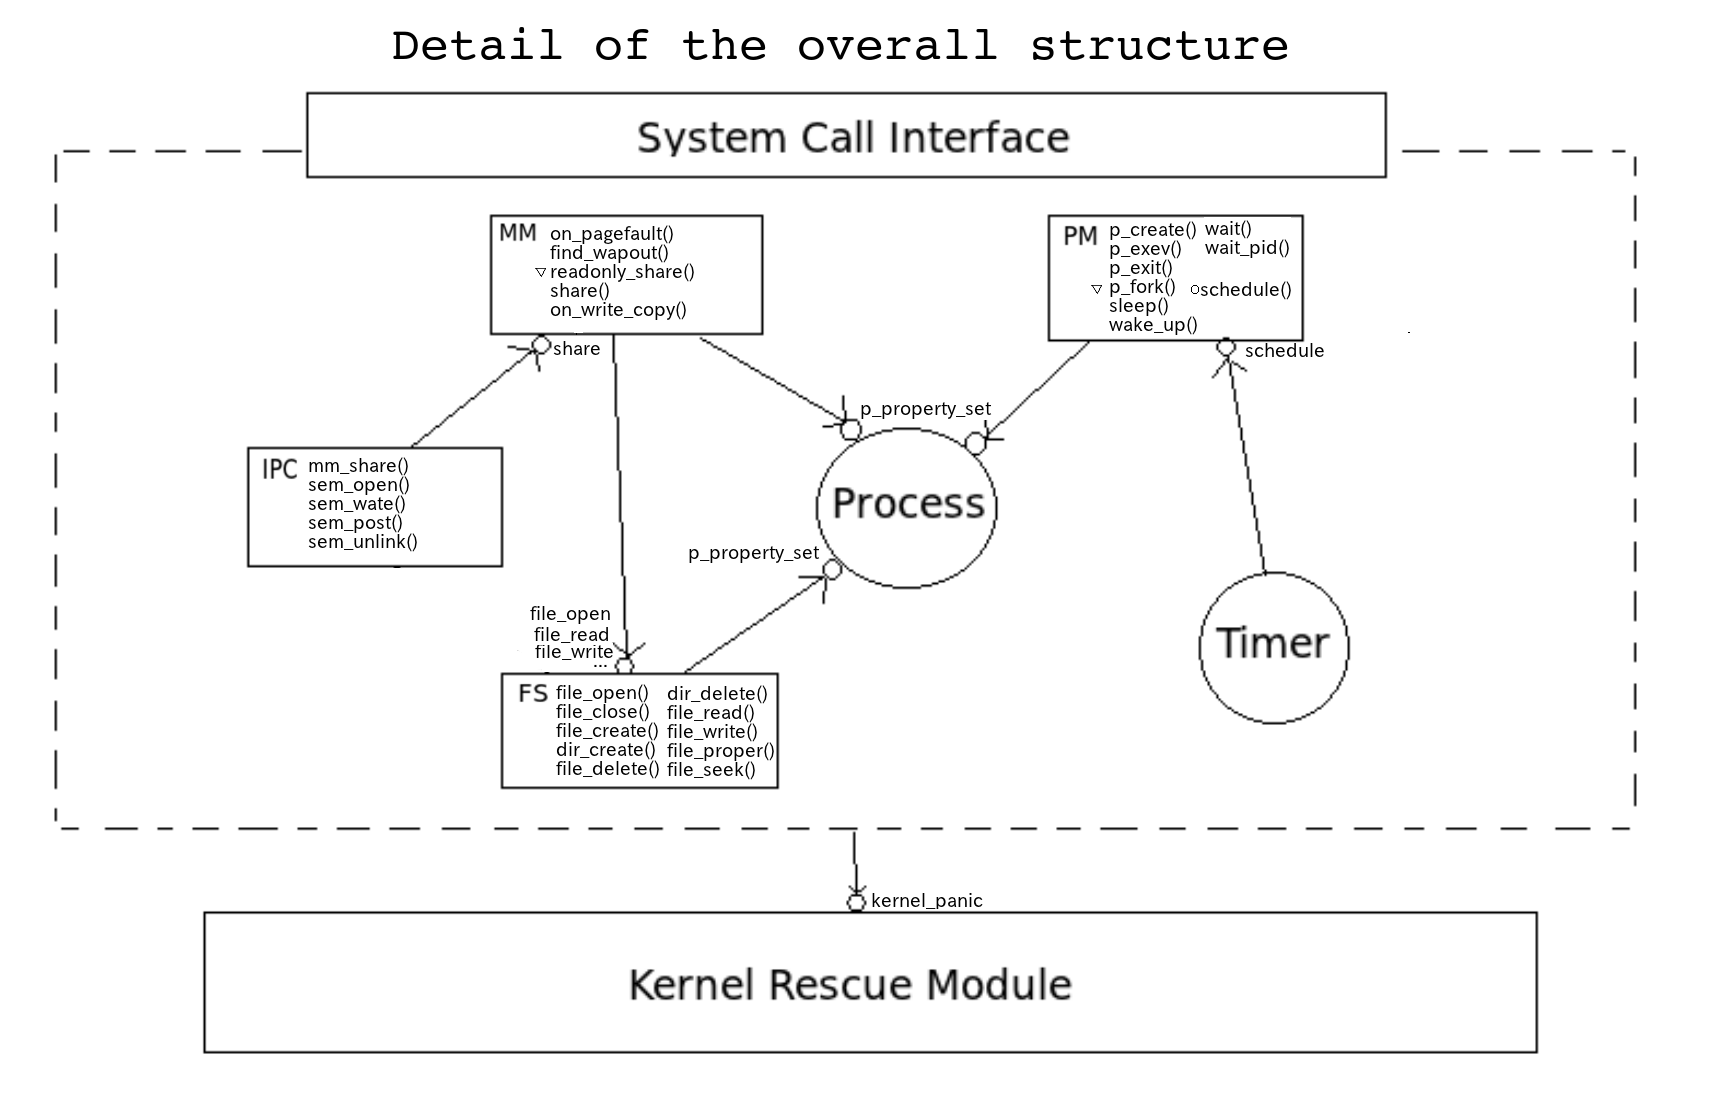 Detail of the overall structure
System Call Interface
MM
on_pagefault()
find_wapout()
▽readonly_share()
share()
on_write_copy()
PM
p_create() wait()
p_exev() wait_pid()
p_exit()
▽ p_fork() ○schedule()
sleep()
wake_up()
share
schedule
p_property_set
IPC
mm_share()
sem_open()
sem_wate()
sem_post()
sem_unlink()
Process
p_property_set
file_open
file_read
file_write
...
Timer
FS
file_open() dir_delete()
file_close() file_read()
file_create() file_write()
dir_create() file_proper()
file_delete() file_seek()
kernel_panic
Kernel Rescue Module